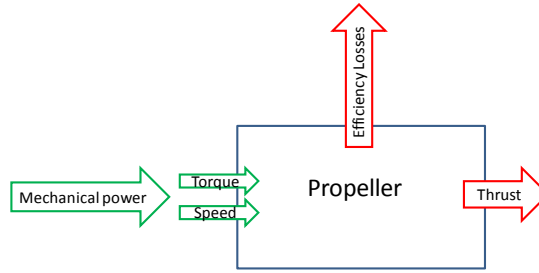 Efficiency Losses
Torque
Propeller
Mechanical power
Thrust
Speed